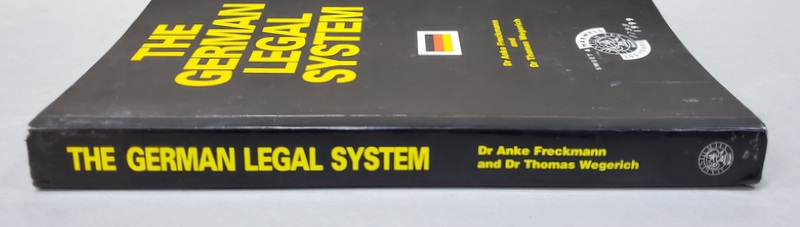 THE
GERMAN
LEGAL
SYSTEM
Dr Anke Freckmann
and
Dr Thomas Wegerich
THE GERMAN LEGAL SYSTEM
Dr Anke Freckmann
and Dr Thomas Wegerich